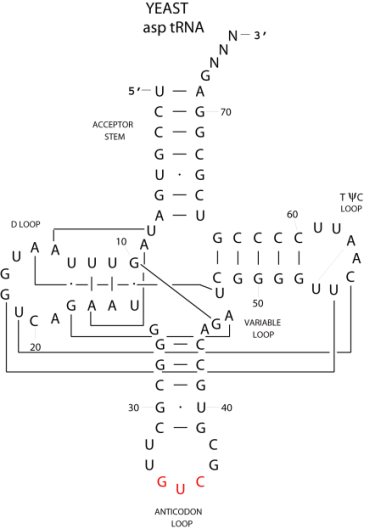 YEAST
asp tRNA
N – 3'
N
N
G
5' – U – A
C – G 70
C – G
G – C
U · G
G – C
A – U
ACCEPTOR
STEM
T Ψ C
LOOP
60
D LOOP
U
10
A
G C C C C U U A A C
C G G G G U U
U
50
U A A U U U G
G G U C A G A A U
20
G A G A
VARIABLE
LOOP
G – C
G – C
C – G
30 G · U 40
C – G
U C
U G
G U C
ANTICODON
LOOP